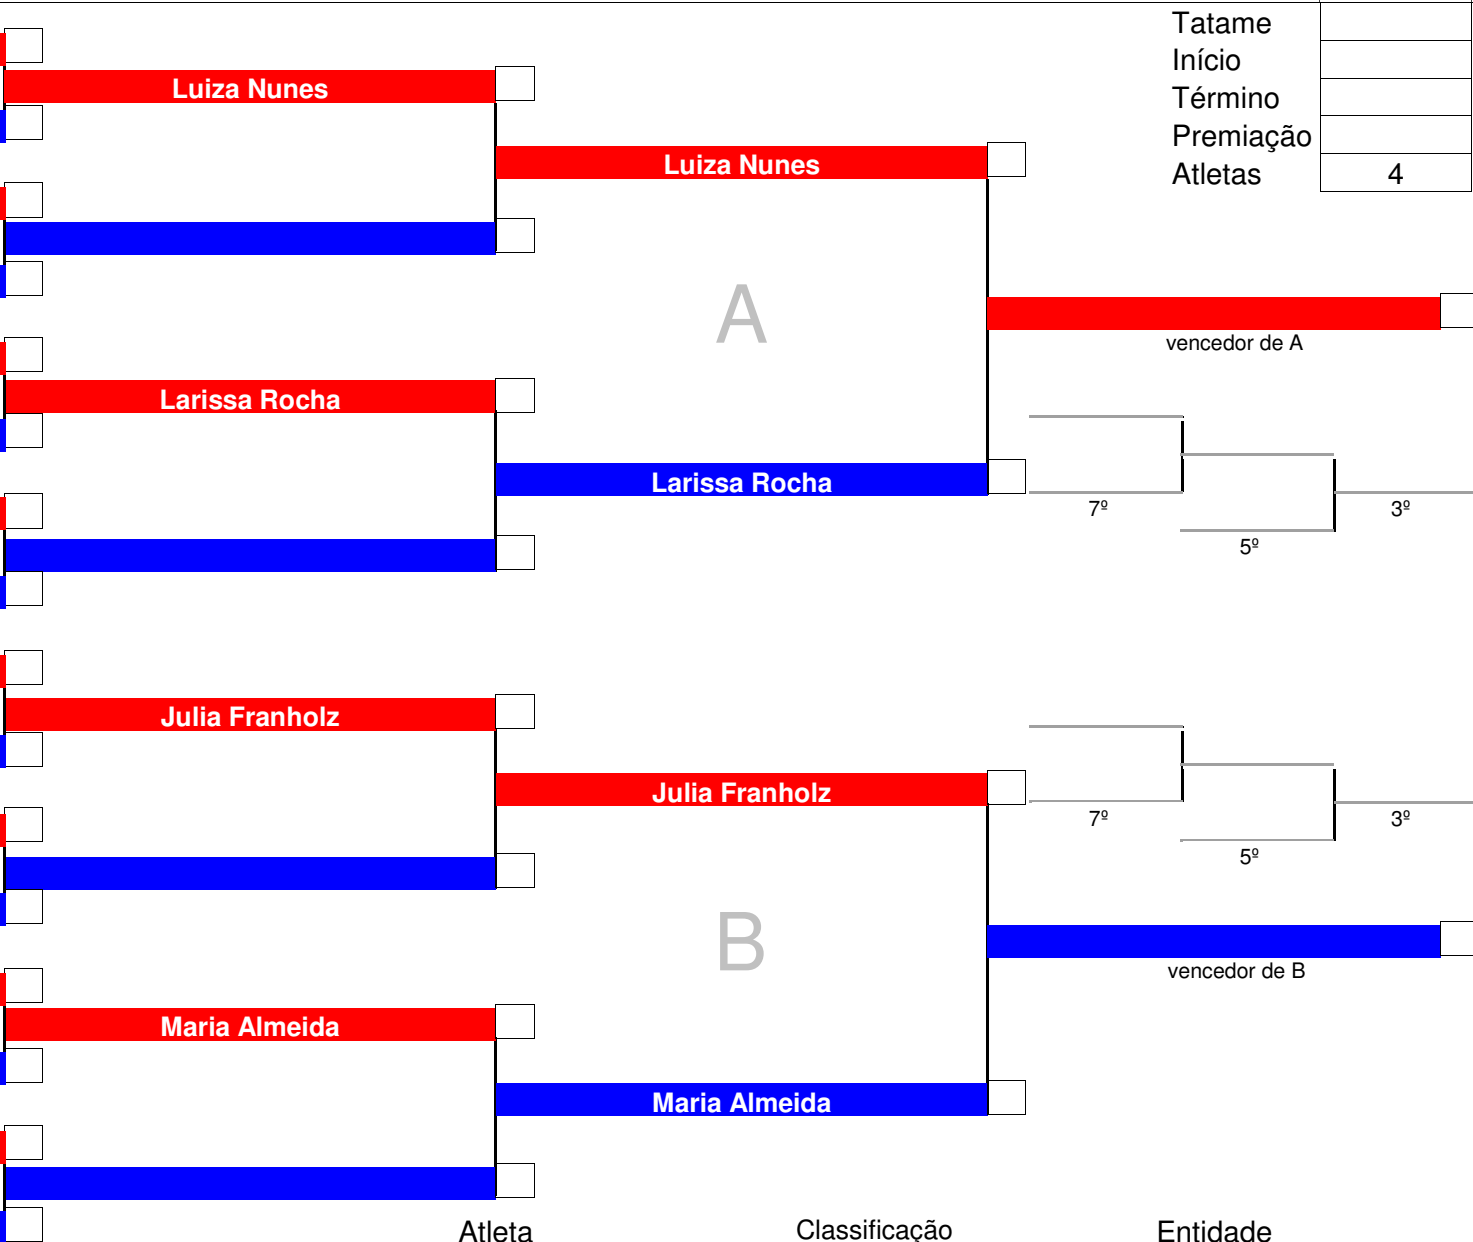 Tatame
Início
Término
Premiação
Atletas 4
Luiza Nunes
Luiza Nunes
A
vencedor de A
Larissa Rocha
Larissa Rocha
7º
3º
5º
Julia Franholz
Julia Franholz
7º
3º
5º
B
vencedor de B
Maria Almeida
Maria Almeida
Atleta Classificação Entidade